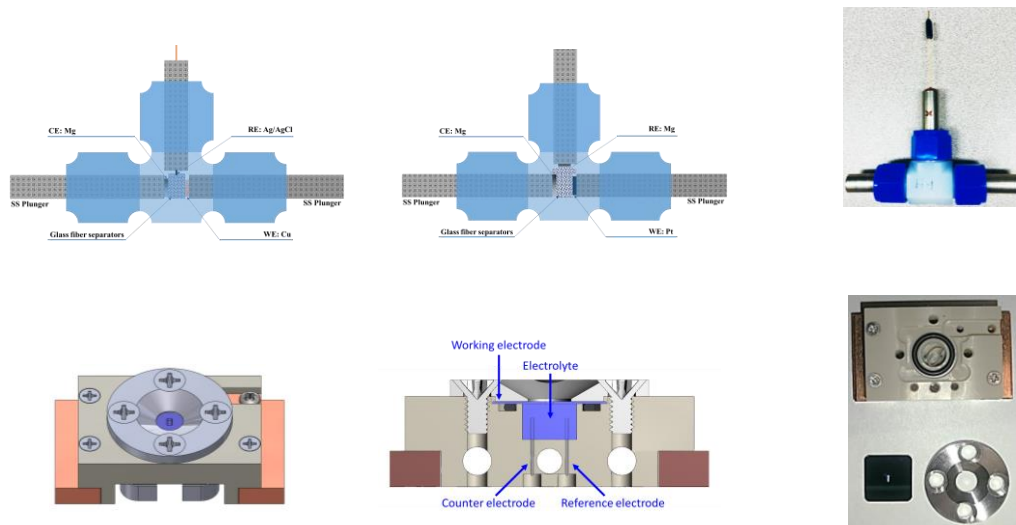 CE: Mg
RE: Ag/AgCl
SS Plunger
SS Plunger
Glass fiber separators
WE: Cu
CE: Mg
RE: Mg
SS Plunger
SS Plunger
Glass fiber separators
WE: Pt
Working electrode
Electrolyte
Counter electrode
Reference electrode